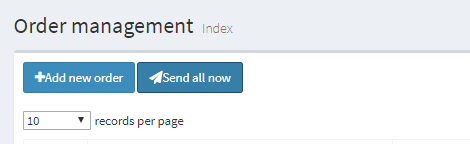 Order management Index
Add new order Send all now
10 records per page